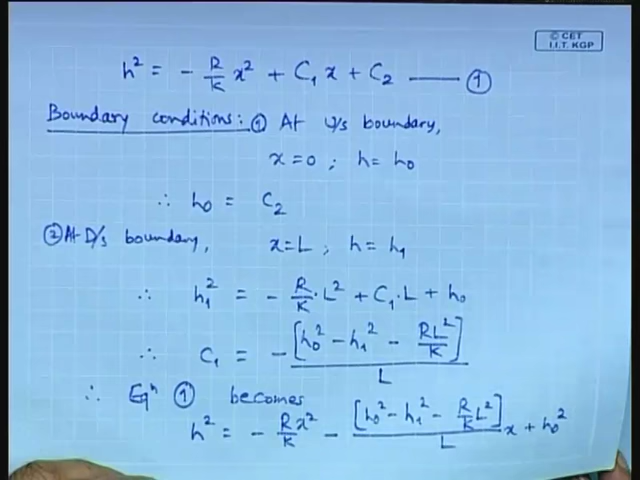 © CET
I.I.T. KGP
h² = - R/K x² + C₁x + C₂ —— ①
Boundary conditions: ① At U/s boundary,
x=0 ; h= h₀
∴ h₀ = C₂
② At D/s boundary, x=L ; h = h₁
∴ h₁² = - R/K·L² + C₁·L + h₀
∴ C₁ = - [h₀² - h₁² - RL²/K] / L
∴ Eqⁿ ① becomes
h² = - Rx²/K - [h₀² - h₁² - R/K L²] / L x + h₀²